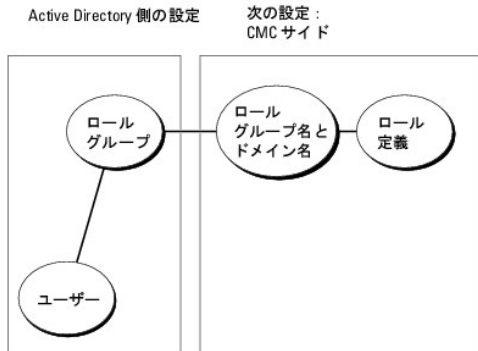 Active Directory 側の設定
次の設定：
CMC サイド
ロール
グループ
ロール
グループ名と
ドメイン名
ロール
定義
ユーザー